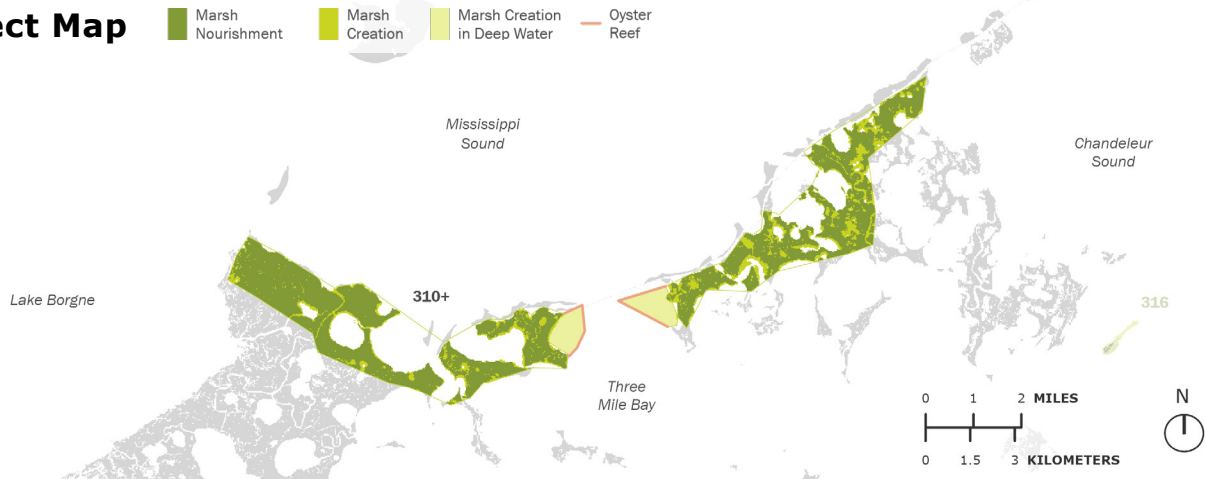 ect Map
Marsh
Nourishment
Marsh
Creation
Marsh Creation
in Deep Water
Oyster
Reef
Mississippi
Sound
Chandeleur
Sound
Lake Borgne
310+
316
Three
Mile Bay
0 1 2 MILES
0 1.5 3 KILOMETERS
N